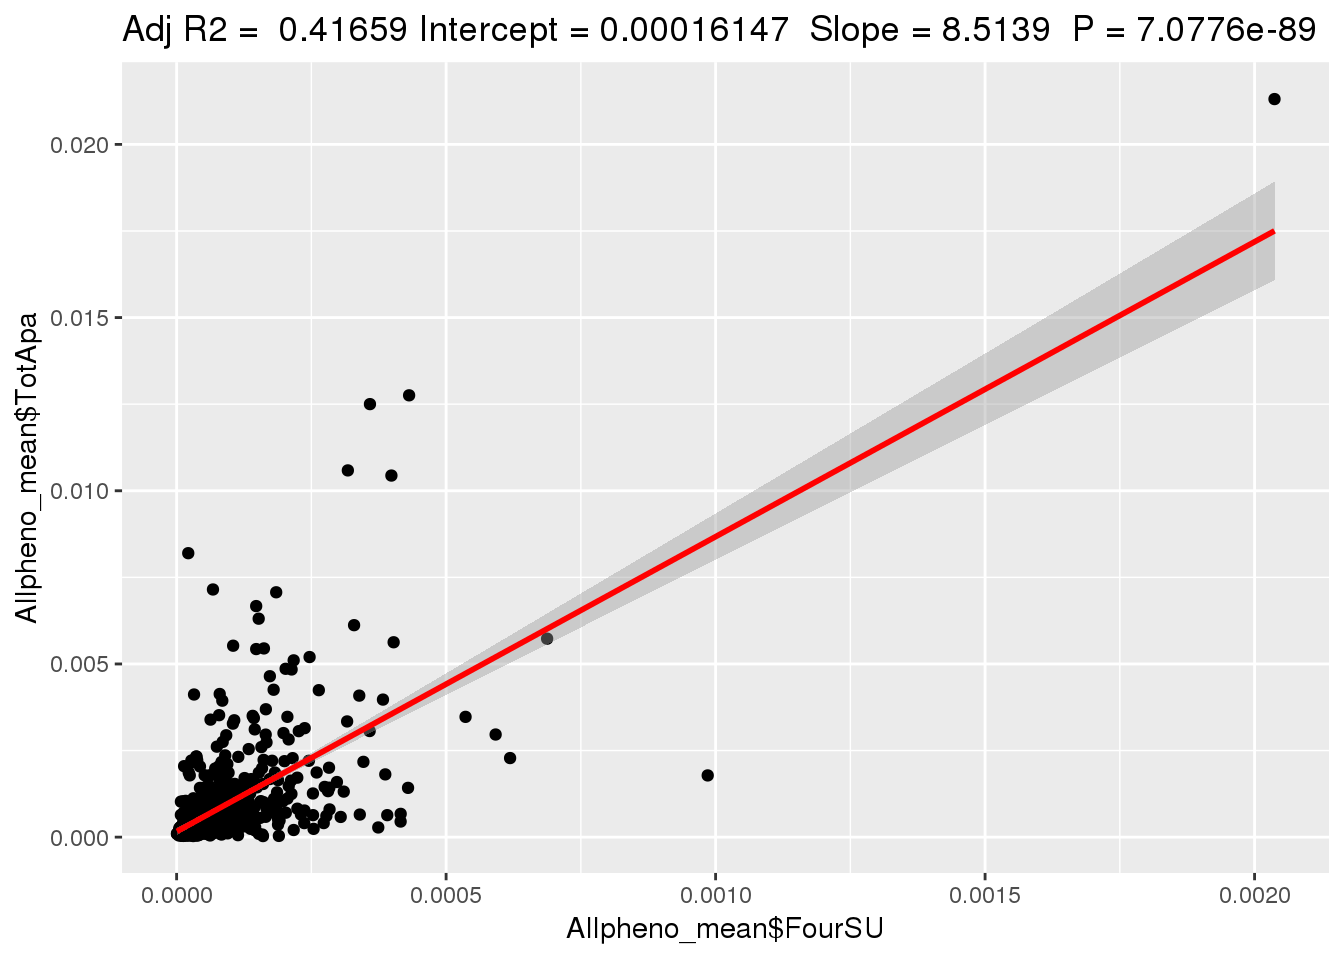 Adj R2 =  0.41659 Intercept = 0.00016147  Slope = 8.5139  P = 7.0776e-89
Allpheno_mean$TotApa
0.020
0.015
0.010
0.005
0.000
0.0000 0.0005 0.0010 0.0015 0.0020
Allpheno_mean$FourSU